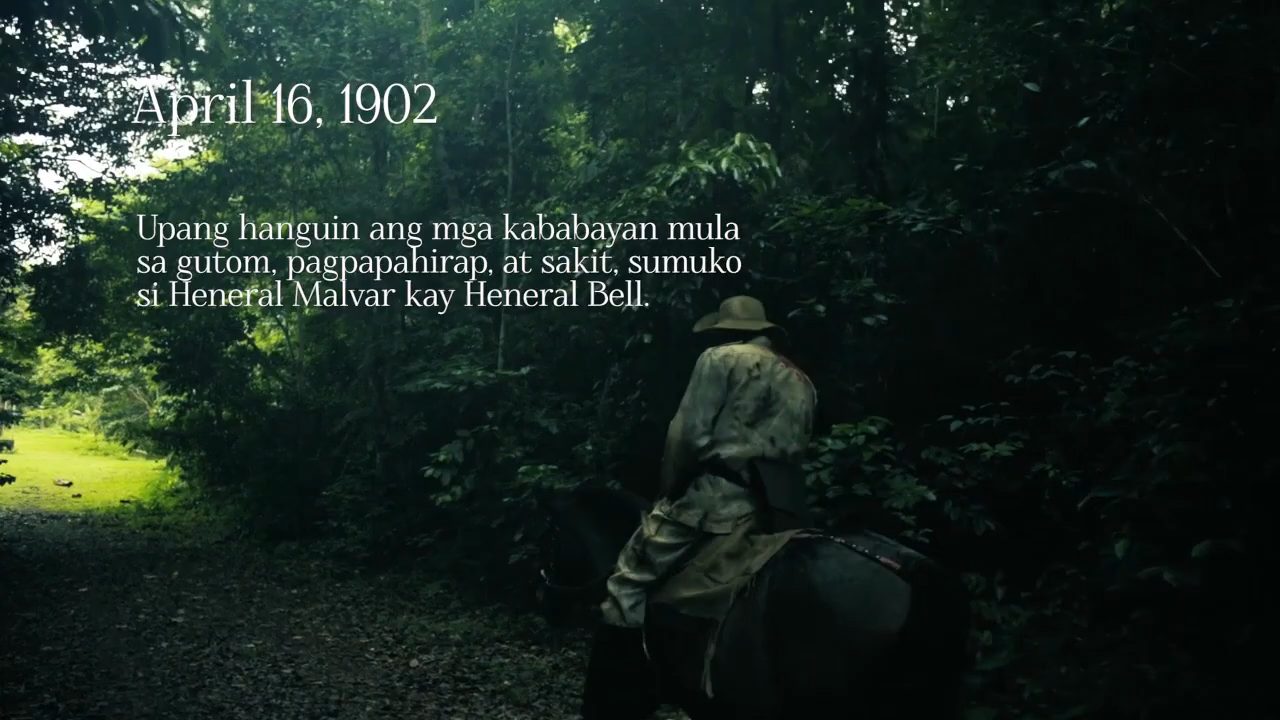 April 16, 1902
Upang hanguin ang mga kababayan mula
sa gutom, pagpapahirap, at sakit, sumuko
si Heneral Malvar kay Heneral Bell.